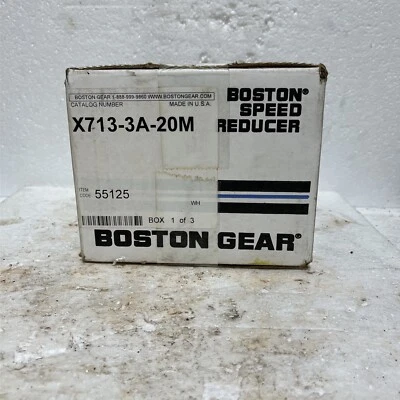 BOSTON GEAR 1-888-999-9860 WWW.BOSTONGEAR.COM
CATALOG NUMBER MADE IN U.S.A.
X713-3A-20M
BOSTON®
SPEED
REDUCER
ITEM
CODE
55125
WH
BOX 1 of 3
BOSTON GEAR®